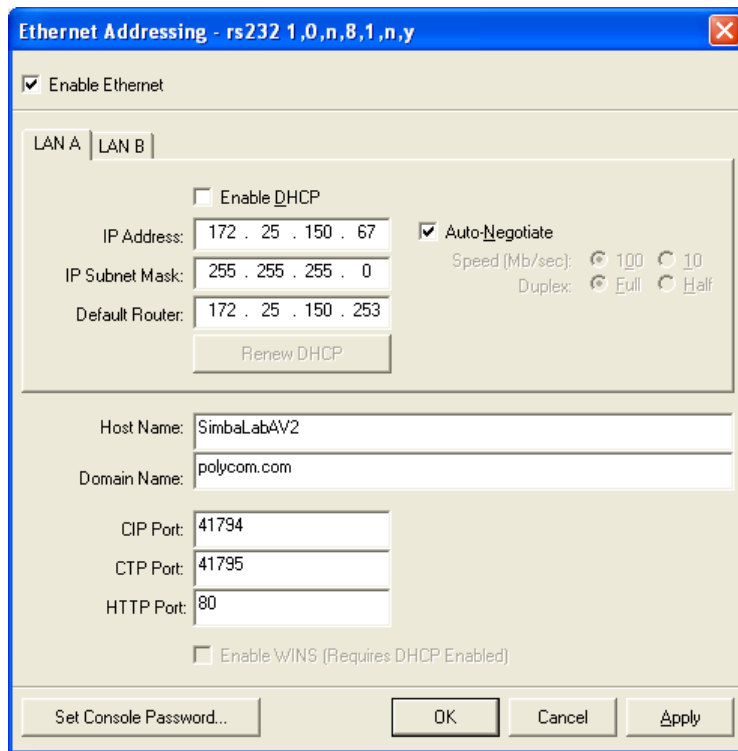 Ethernet Addressing - rs232 1,0,n,8,1,n,y
Enable Ethernet
LAN A LAN B
Enable DHCP
IP Address: 172 . 25 . 150 . 67 Auto-Negotiate
Speed (Mb/sec): 100 10
IP Subnet Mask: 255 . 255 . 255 . 0
Duplex: Full Half
Default Router: 172 . 25 . 150 . 253
Renew DHCP
Host Name: SimbaLabAV2
Domain Name: polycom.com
CIP Port: 41794
CTP Port: 41795
HTTP Port: 80
Enable WINS (Requires DHCP Enabled)
Set Console Password... OK Cancel Apply